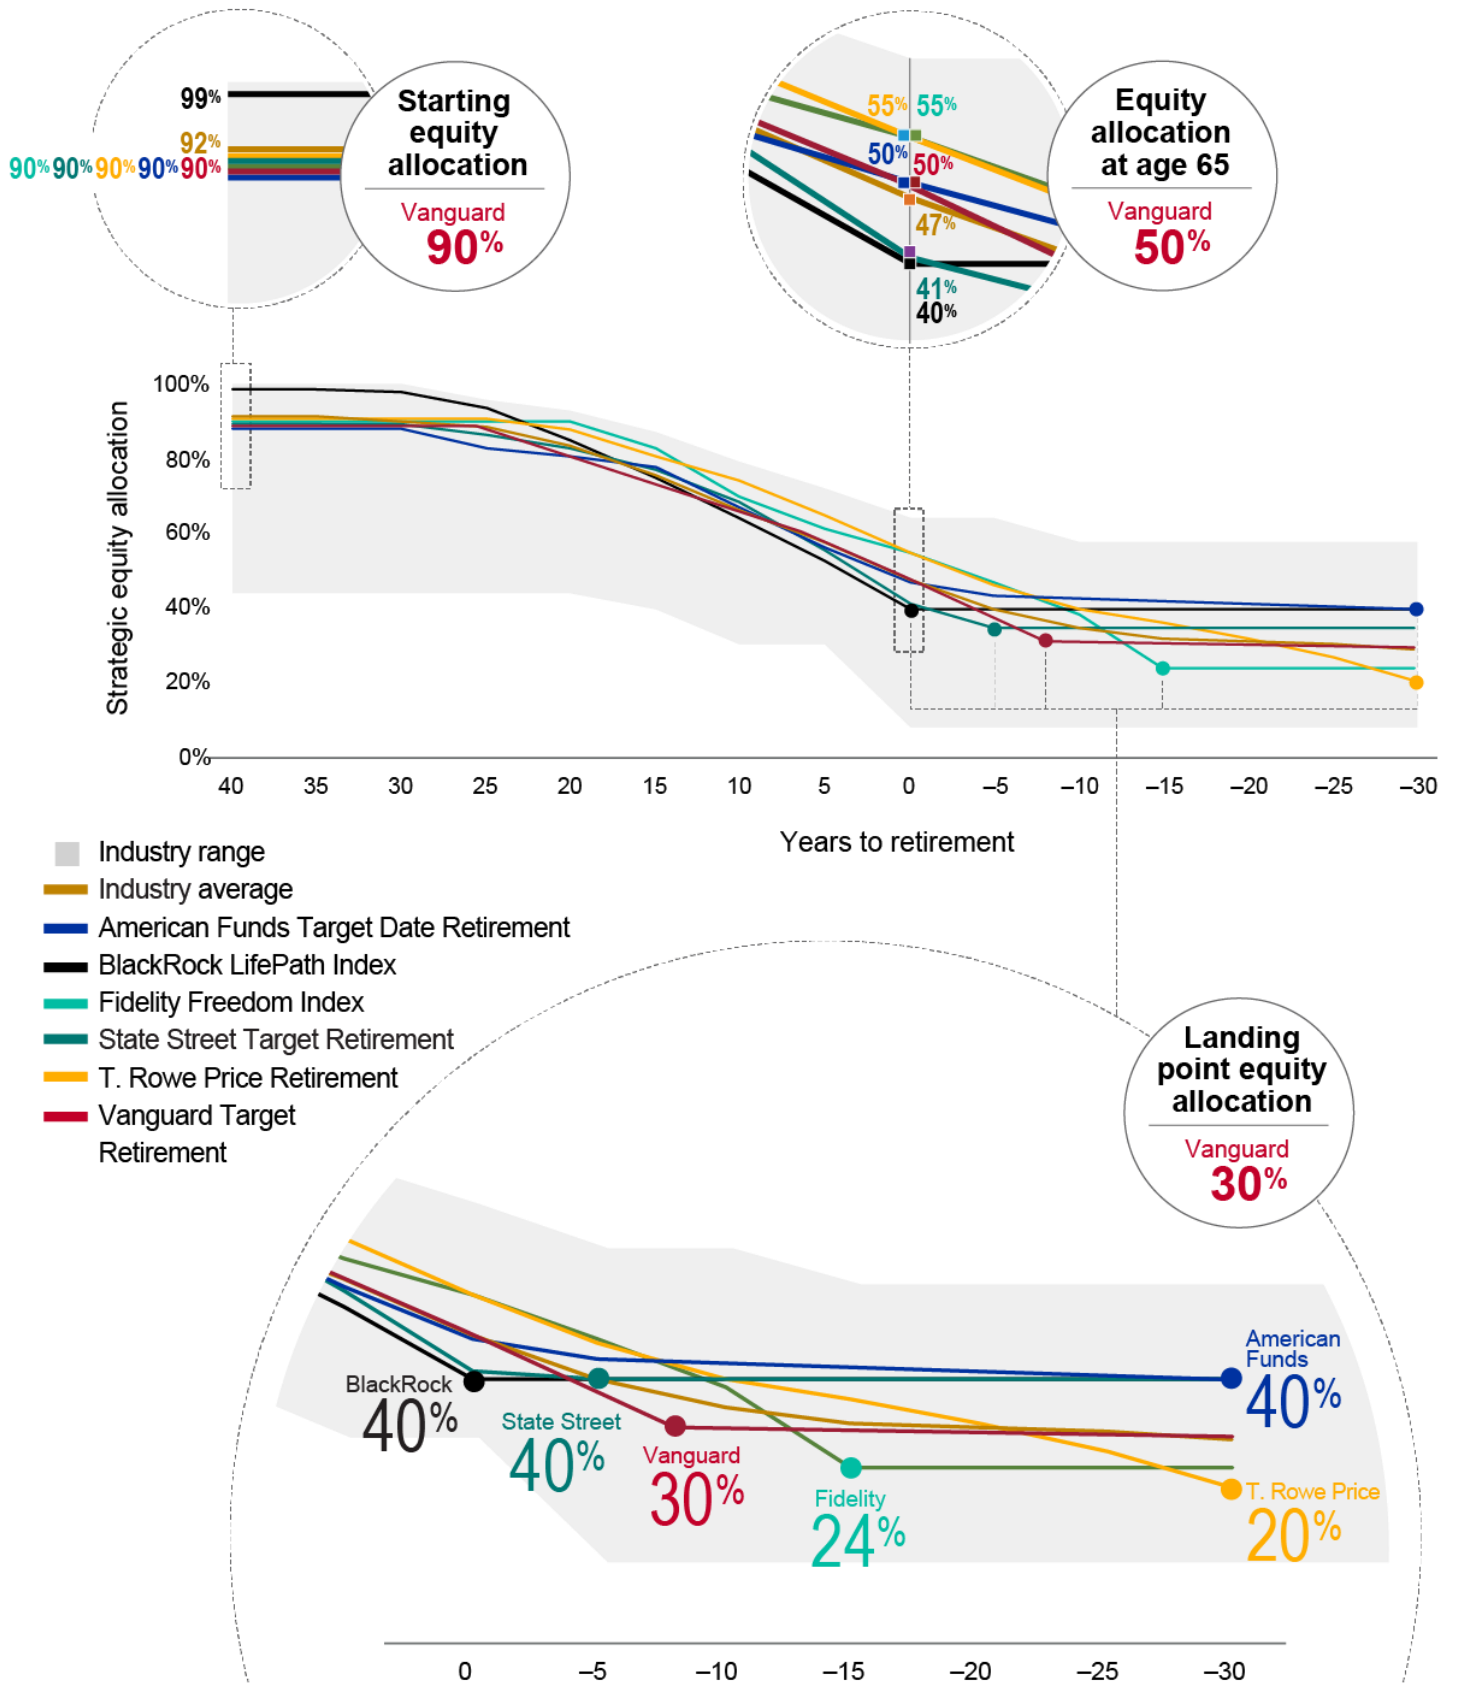 99%
92%
90% 90% 90% 90% 90%
Starting
equity
allocation
Vanguard
90%
55% 55%
50% 50%
47%
41%
40%
Equity
allocation
at age 65
Vanguard
50%
Strategic equity allocation
100%
80%
60%
40%
20%
0%
40 35 30 25 20 15 10 5 0 –5 –10 –15 –20 –25 –30
Years to retirement
Industry range
Industry average
American Funds Target Date Retirement
BlackRock LifePath Index
Fidelity Freedom Index
State Street Target Retirement
T. Rowe Price Retirement
Vanguard Target
Retirement
Landing
point equity
allocation
Vanguard
30%
American
Funds
40%
BlackRock
40%
State Street
40%
Vanguard
30%
Fidelity
24%
T. Rowe Price
20%
0 –5 –10 –15 –20 –25 –30